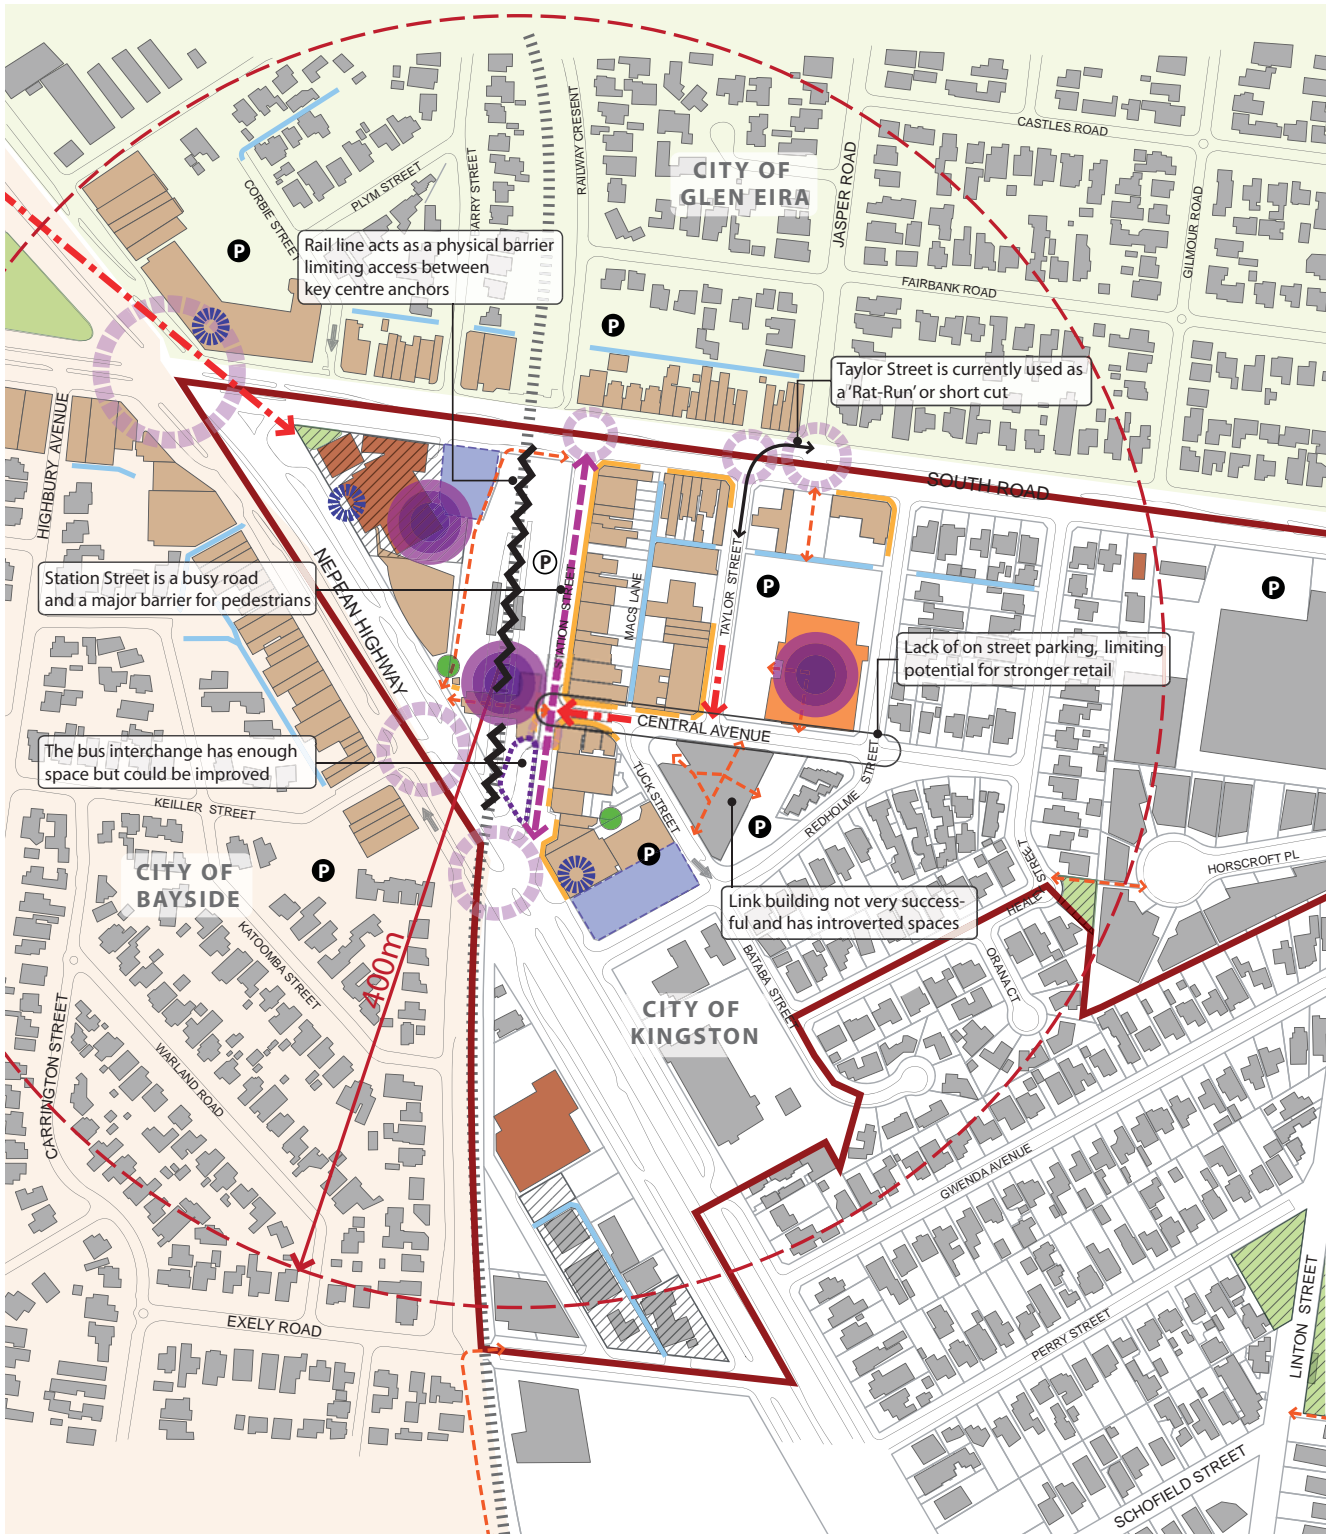 CASTLES ROAD
RAILWAY CRESENT
CITY OF
GLEN EIRA
JASPER ROAD
PLYM STREET
CORBIE STREET
ARRY STREET
GILMOUR ROAD
P
Rail line acts as a physical barrier
limiting access between
key centre anchors
FAIRBANK ROAD
P
Taylor Street is currently used as
a 'Rat-Run' or short cut
HIGHBURY AVENUE
SOUTH ROAD
NEPEAN HIGHWAY
P
Station Street is a busy road
and a major barrier for pedestrians
STATION STREET
MACS LANE
TAYLOR STREET
P
P
Lack of on street parking, limiting
potential for stronger retail
CENTRAL AVENUE
The bus interchange has enough
space but could be improved
TUCK STREET
REDHOLME STREET
KEILLER STREET
P
P
P
CITY OF
BAYSIDE
HORSCROFT PL
HEALEY STREET
Link building not very success-
ful and has introverted spaces
KATOOMBA STREET
400m
BATABA STREET
ORANA CT
CITY OF
KINGSTON
CARRINGTON STREET
WARLAND ROAD
GWENDA AVENUE
EXELY ROAD
PERRY STREET
LINTON STREET
SCHOFIELD STREET